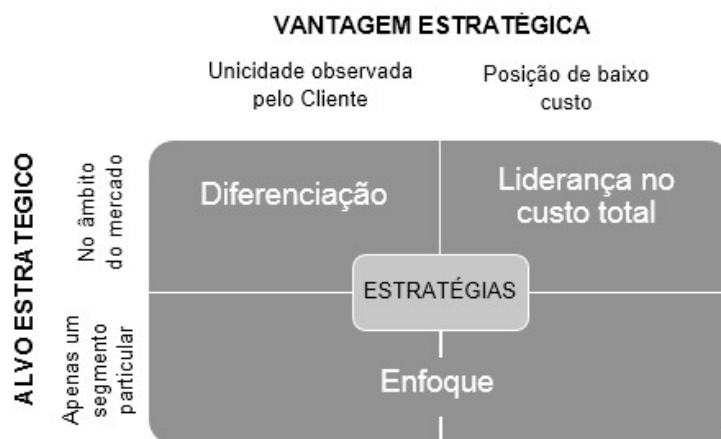 VANTAGEM ESTRATÉGICA
Unicidade observada
pelo Cliente
Posição de baixo
custo
ALVO ESTRATEGICO
No âmbito
do mercado
Diferenciação
Liderança no
custo total
ESTRATÉGIAS
Apenas um
segmento
particular
Enfoque